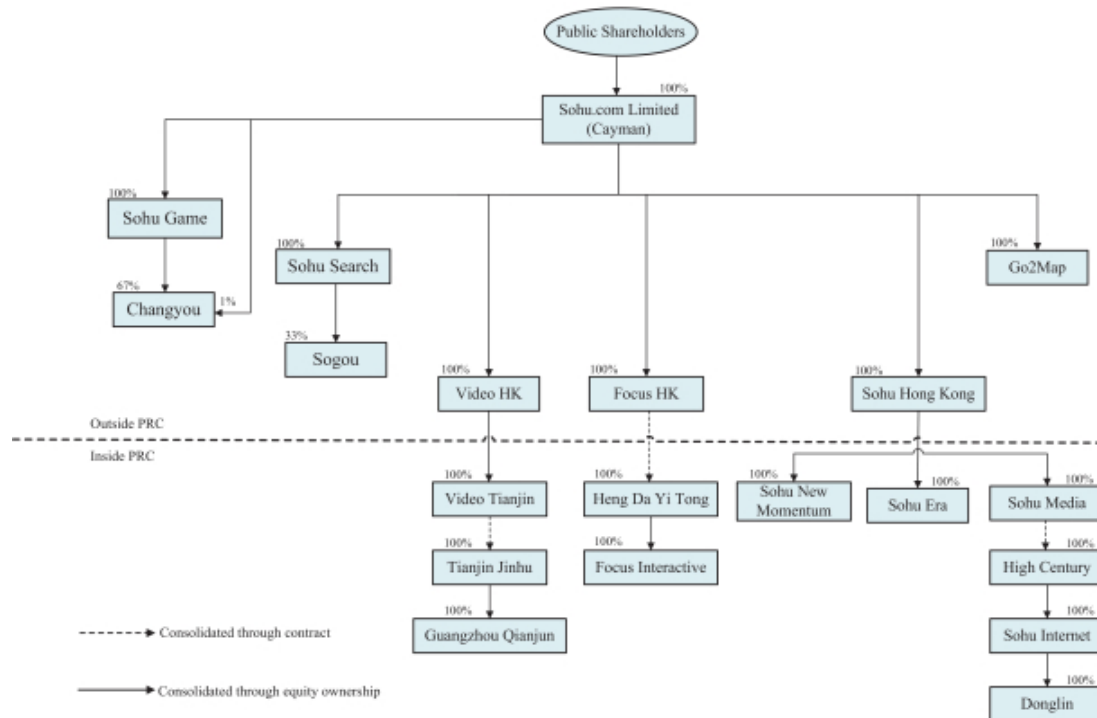 Public Shareholders
100%
Sohu.com Limited
(Cayman)
100%
Sohu Game
100%
Sohu Search
100%
Go2Map
67%
Changyou
1%
33%
Sogou
100%
Video HK
100%
Focus HK
100%
Sohu Hong Kong
Outside PRC
Inside PRC
100%
Video Tianjin
100%
Heng Da Yi Tong
100%
Sohu New
Momentum
100%
Sohu Era
100%
Sohu Media
100%
Tianjin Jinhu
100%
Focus Interactive
100%
High Century
100%
Guangzhou Qianjun
100%
Sohu Internet
Consolidated through contract
100%
Donglin
Consolidated through equity ownership